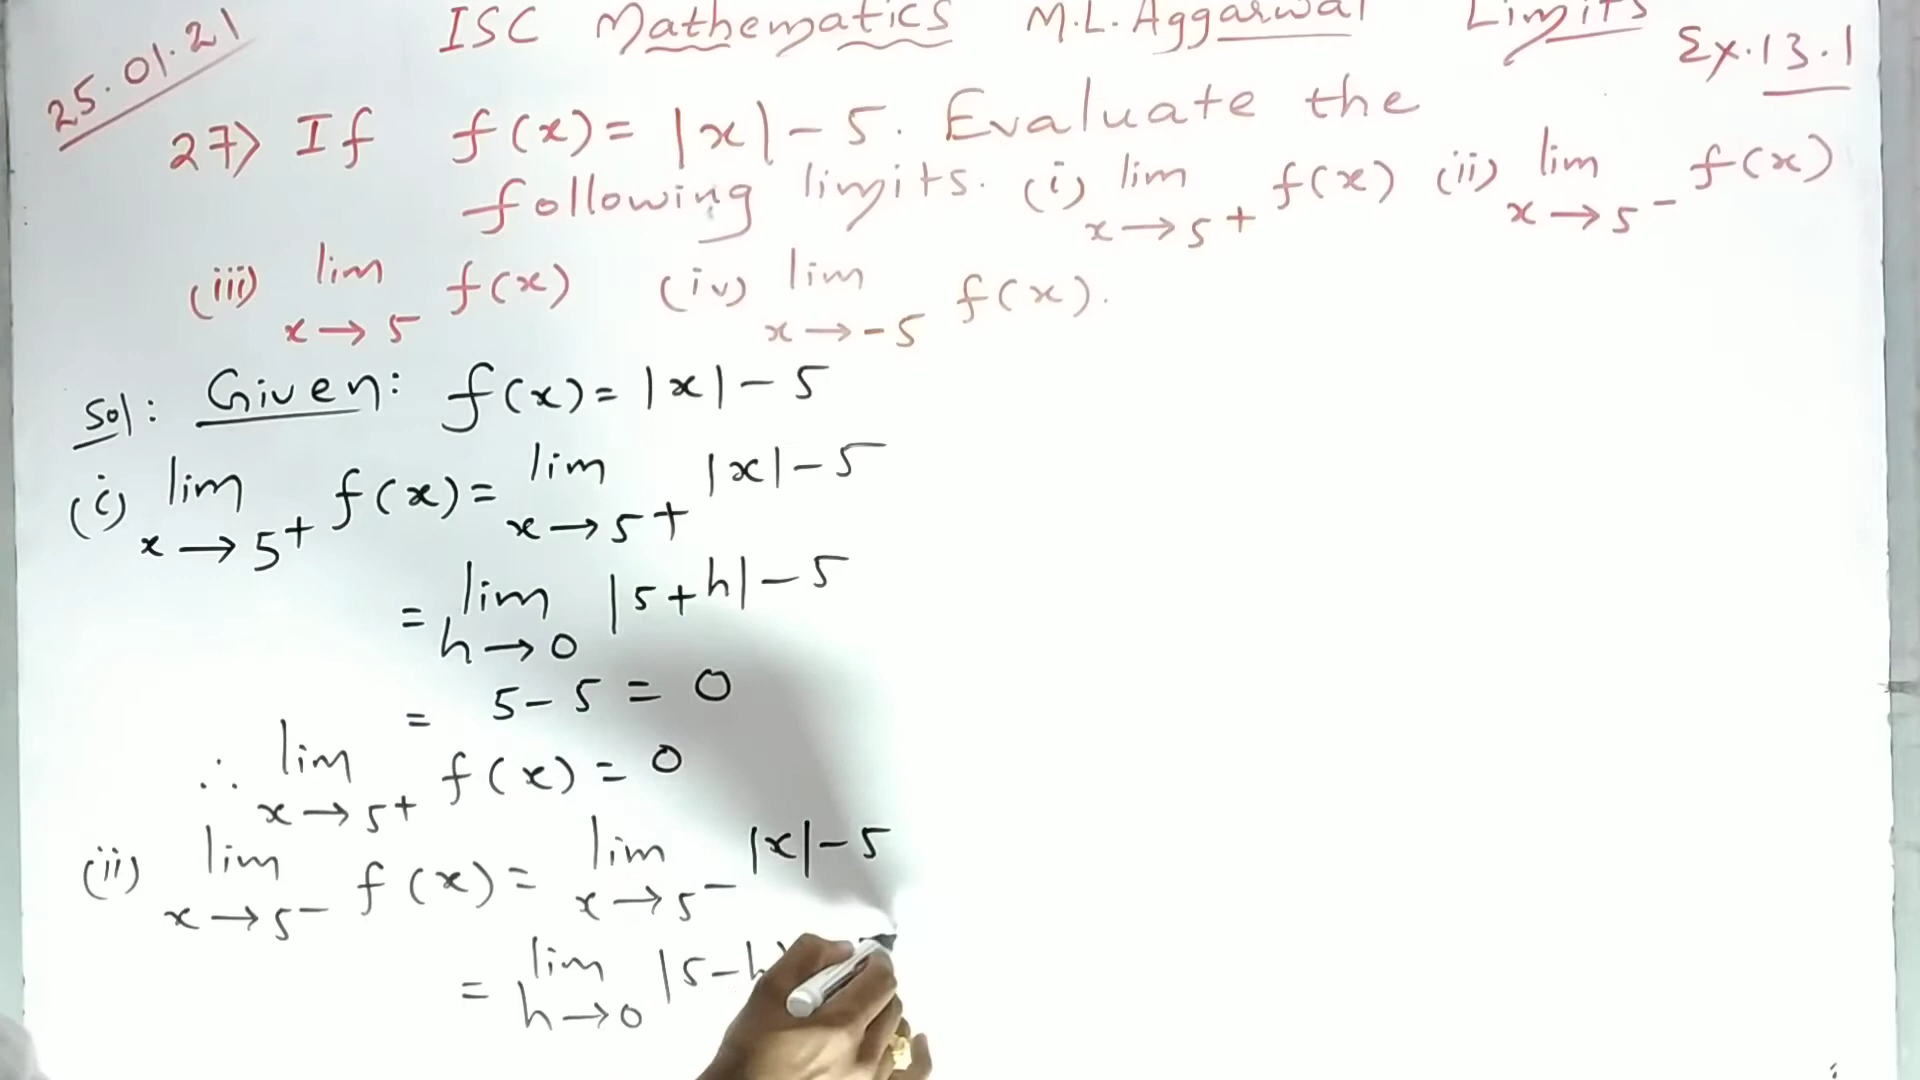 25.01.21
ISC Mathematics M.L. Aggarwal Limits Ex.13.1
27) If f(x) = |x| - 5. Evaluate the
following limits. (i) lim x→5+ f(x) (ii) lim x→5- f(x)
(iii) lim x→5 f(x) (iv) lim x→-5 f(x).
Sol: Given: f(x) = |x| - 5
(i) lim x→5+ f(x) = lim x→5+ |x| - 5
= lim h→0 |5+h| - 5
= 5 - 5 = 0
∴ lim x→5+ f(x) = 0
(ii) lim x→5- f(x) = lim x→5- |x| - 5
= lim h→0 |5-h|